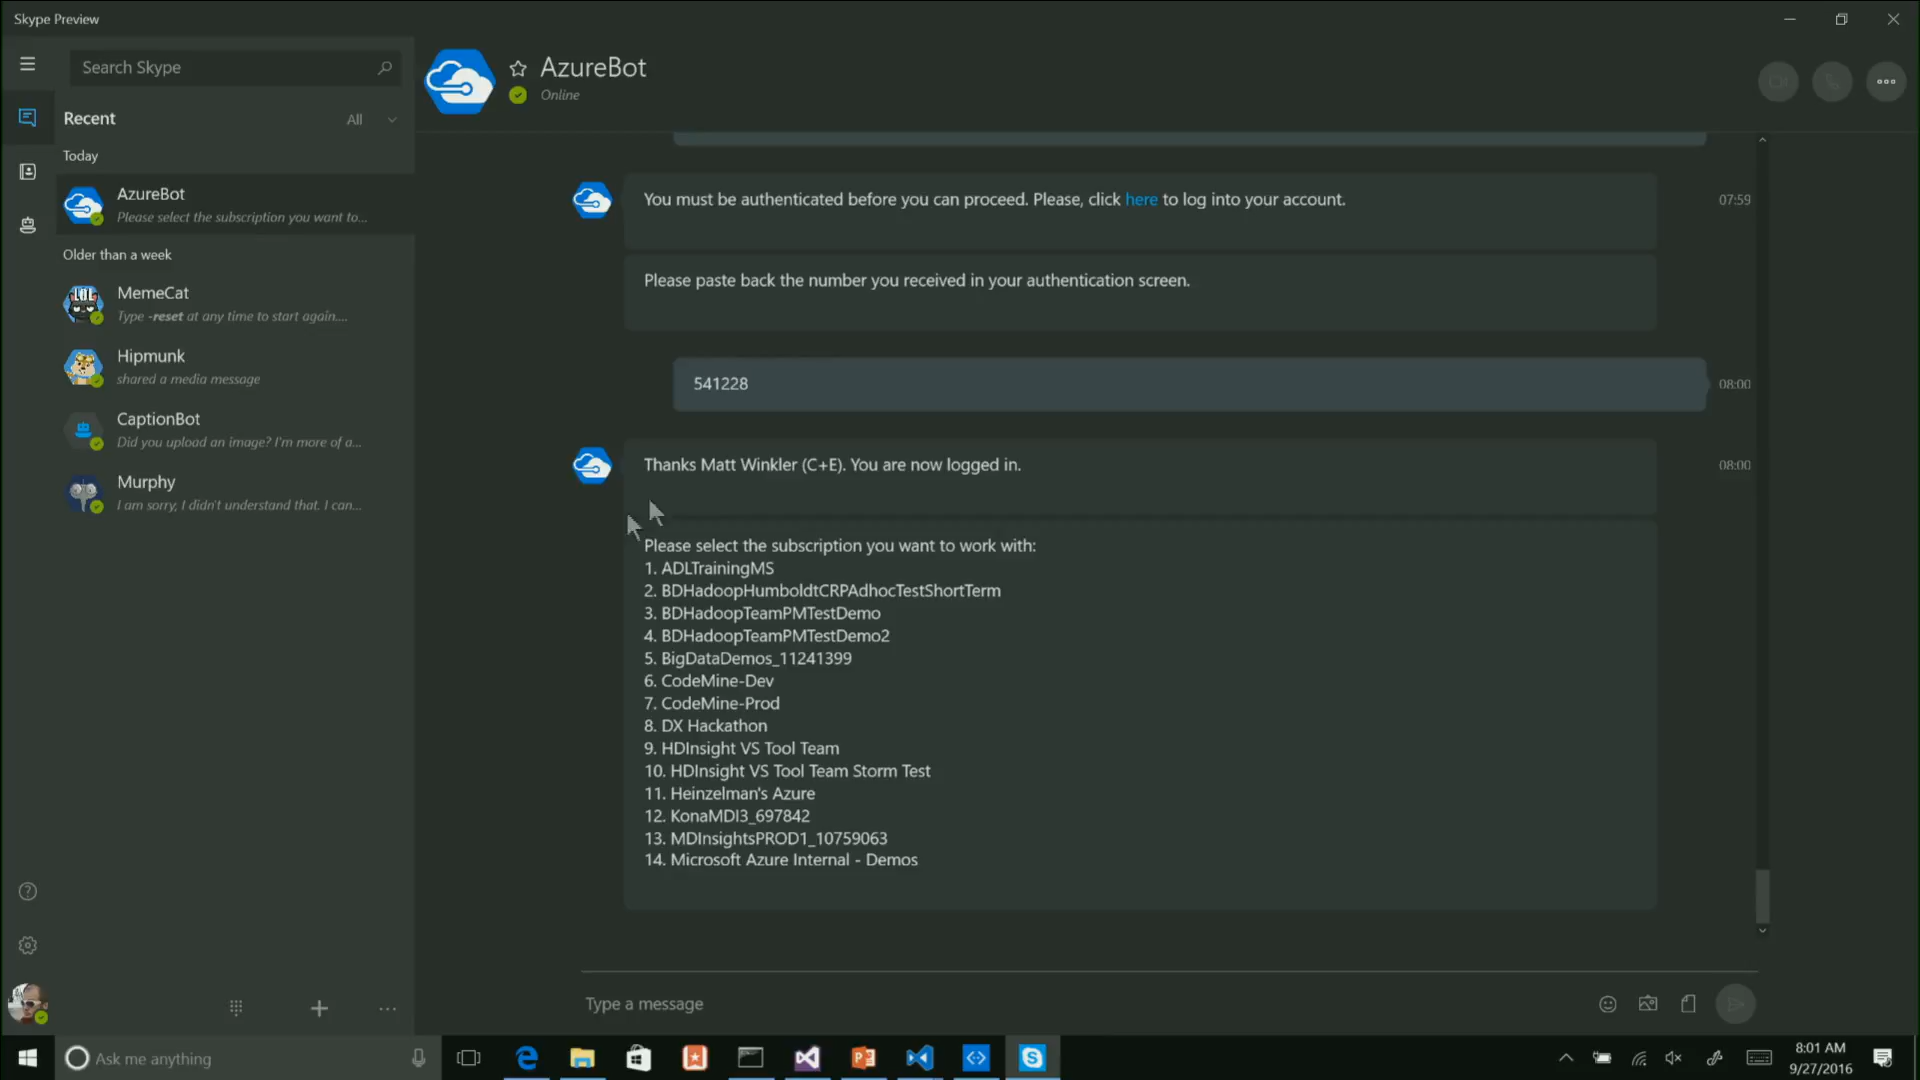 Skype Preview
Search Skype
Recent
All
Today
AzureBot
Please select the subscription you want to...
Older than a week
MemeCat
Type -reset at any time to start again....
Hipmunk
shared a media message
CaptionBot
Did you upload an image? I'm more of a...
Murphy
I am sorry, I didn't understand that. I can...
AzureBot
Online
You must be authenticated before you can proceed. Please, click here to log into your account.
07:59
Please paste back the number you received in your authentication screen.
541228
08:00
Thanks Matt Winkler (C+E). You are now logged in.
08:00
Please select the subscription you want to work with:
1. ADLTrainingMS
2. BDHadoopHumboldtCRPAdhocTestShortTerm
3. BDHadoopTeamPMTestDemo
4. BDHadoopTeamPMTestDemo2
5. BigDataDemos_11241399
6. CodeMine-Dev
7. CodeMine-Prod
8. DX Hackathon
9. HDInsight VS Tool Team
10. HDInsight VS Tool Team Storm Test
11. Heinzelman's Azure
12. KonaMDI3_697842
13. MDInsightsPROD1_10759063
14. Microsoft Azure Internal - Demos
Type a message
Ask me anything
8:01 AM
9/27/2016